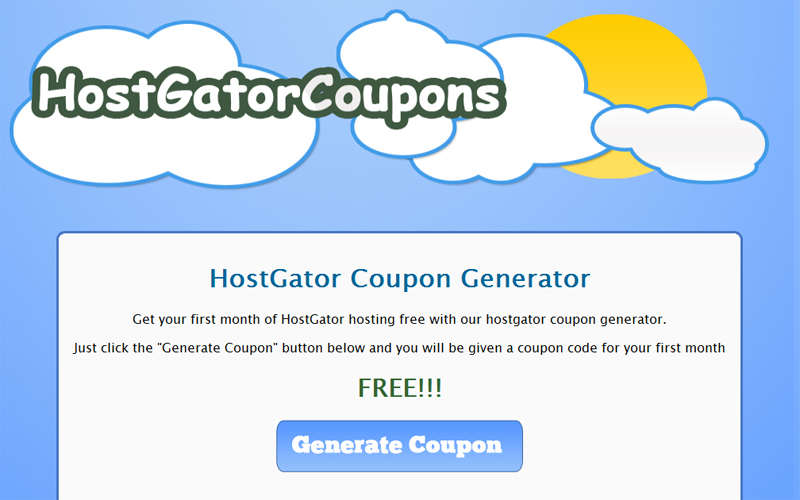 HostGatorCoupons
HostGator Coupon Generator
Get your first month of HostGator hosting free with our hostgator coupon generator.
Just click the "Generate Coupon" button below and you will be given a coupon code for your first month
FREE!!!
Generate Coupon